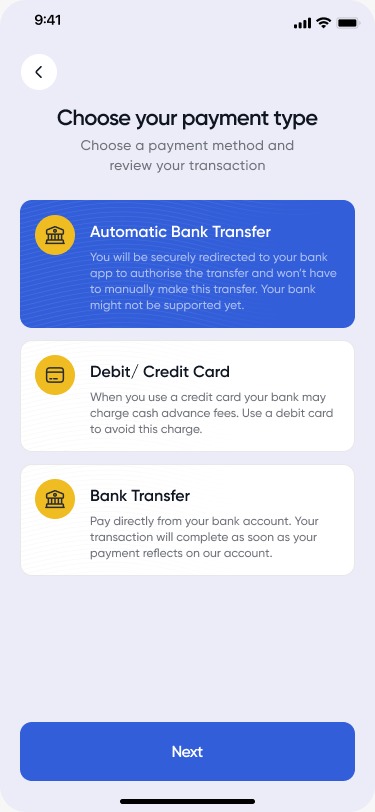 9:41
Choose your payment type
Choose a payment method and
review your transaction
Automatic Bank Transfer
You will be securely redirected to your bank
app to authorise the transfer and won't have
to manually make this transfer. Your bank
might not be supported yet.
Debit/ Credit Card
When you use a credit card your bank may
charge cash advance fees. Use a debit card
to avoid this charge.
Bank Transfer
Pay directly from your bank account. Your
transaction will complete as soon as your
payment reflects on our account.
Next